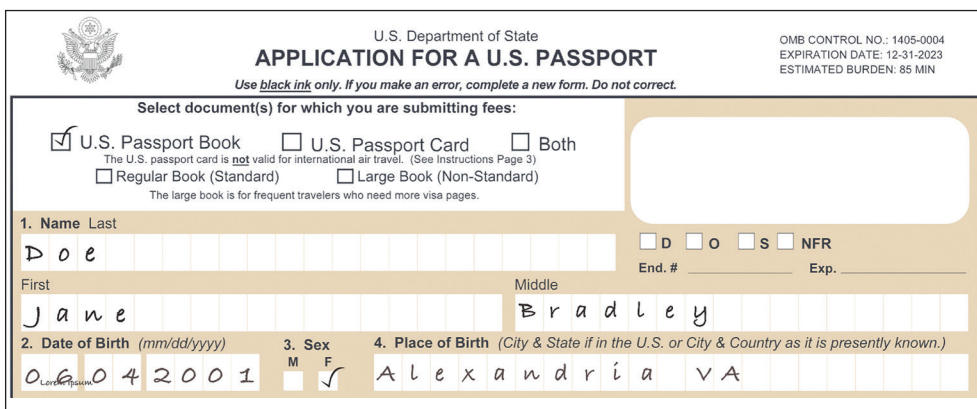 U.S. Department of State
APPLICATION FOR A U.S. PASSPORT
Use black ink only. If you make an error, complete a new form. Do not correct.
OMB CONTROL NO.: 1405-0004
EXPIRATION DATE: 12-31-2023
ESTIMATED BURDEN: 85 MIN
Select document(s) for which you are submitting fees:
U.S. Passport Book U.S. Passport Card Both
The U.S. passport card is not valid for international air travel. (See Instructions Page 3)
Regular Book (Standard) Large Book (Non-Standard)
The large book is for frequent travelers who need more visa pages.
D O S NFR
End. # Exp.
1. Name Last
Doe
First Middle
Jane Bradley
2. Date of Birth (mm/dd/yyyy) 3. Sex 4. Place of Birth (City & State if in the U.S. or City & Country as it is presently known.)
M F
06 04 2001 Alexandria VA
Lorem Ipsum